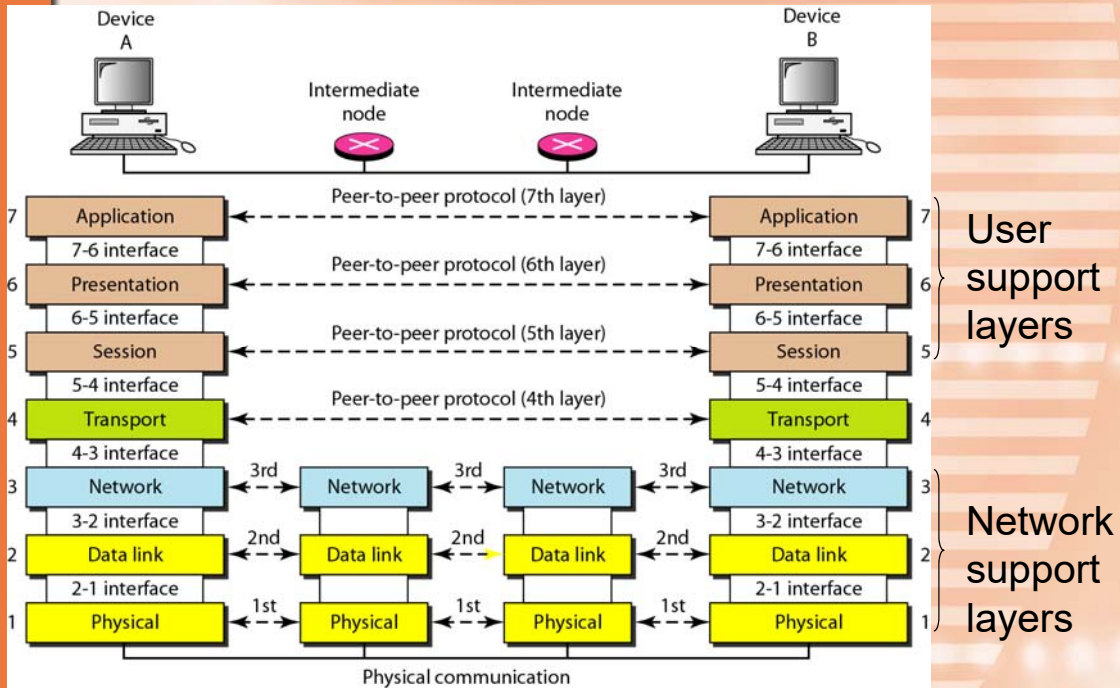 Device
A
Device
B
Intermediate
node
Intermediate
node
Peer-to-peer protocol (7th layer)
7 Application
Application 7
7-6 interface
7-6 interface
Peer-to-peer protocol (6th layer)
6 Presentation
Presentation 6
6-5 interface
6-5 interface
Peer-to-peer protocol (5th layer)
5 Session
Session 5
User
support
layers
5-4 interface
5-4 interface
Peer-to-peer protocol (4th layer)
4 Transport
Transport 4
4-3 interface
4-3 interface
3rd 3rd 3rd
3 Network Network Network Network 3
3-2 interface
3-2 interface
2nd 2nd 2nd
2 Data link Data link Data link Data link 2
2-1 interface
2-1 interface
1st 1st 1st
1 Physical Physical Physical Physical 1
Network
support
layers
Physical communication